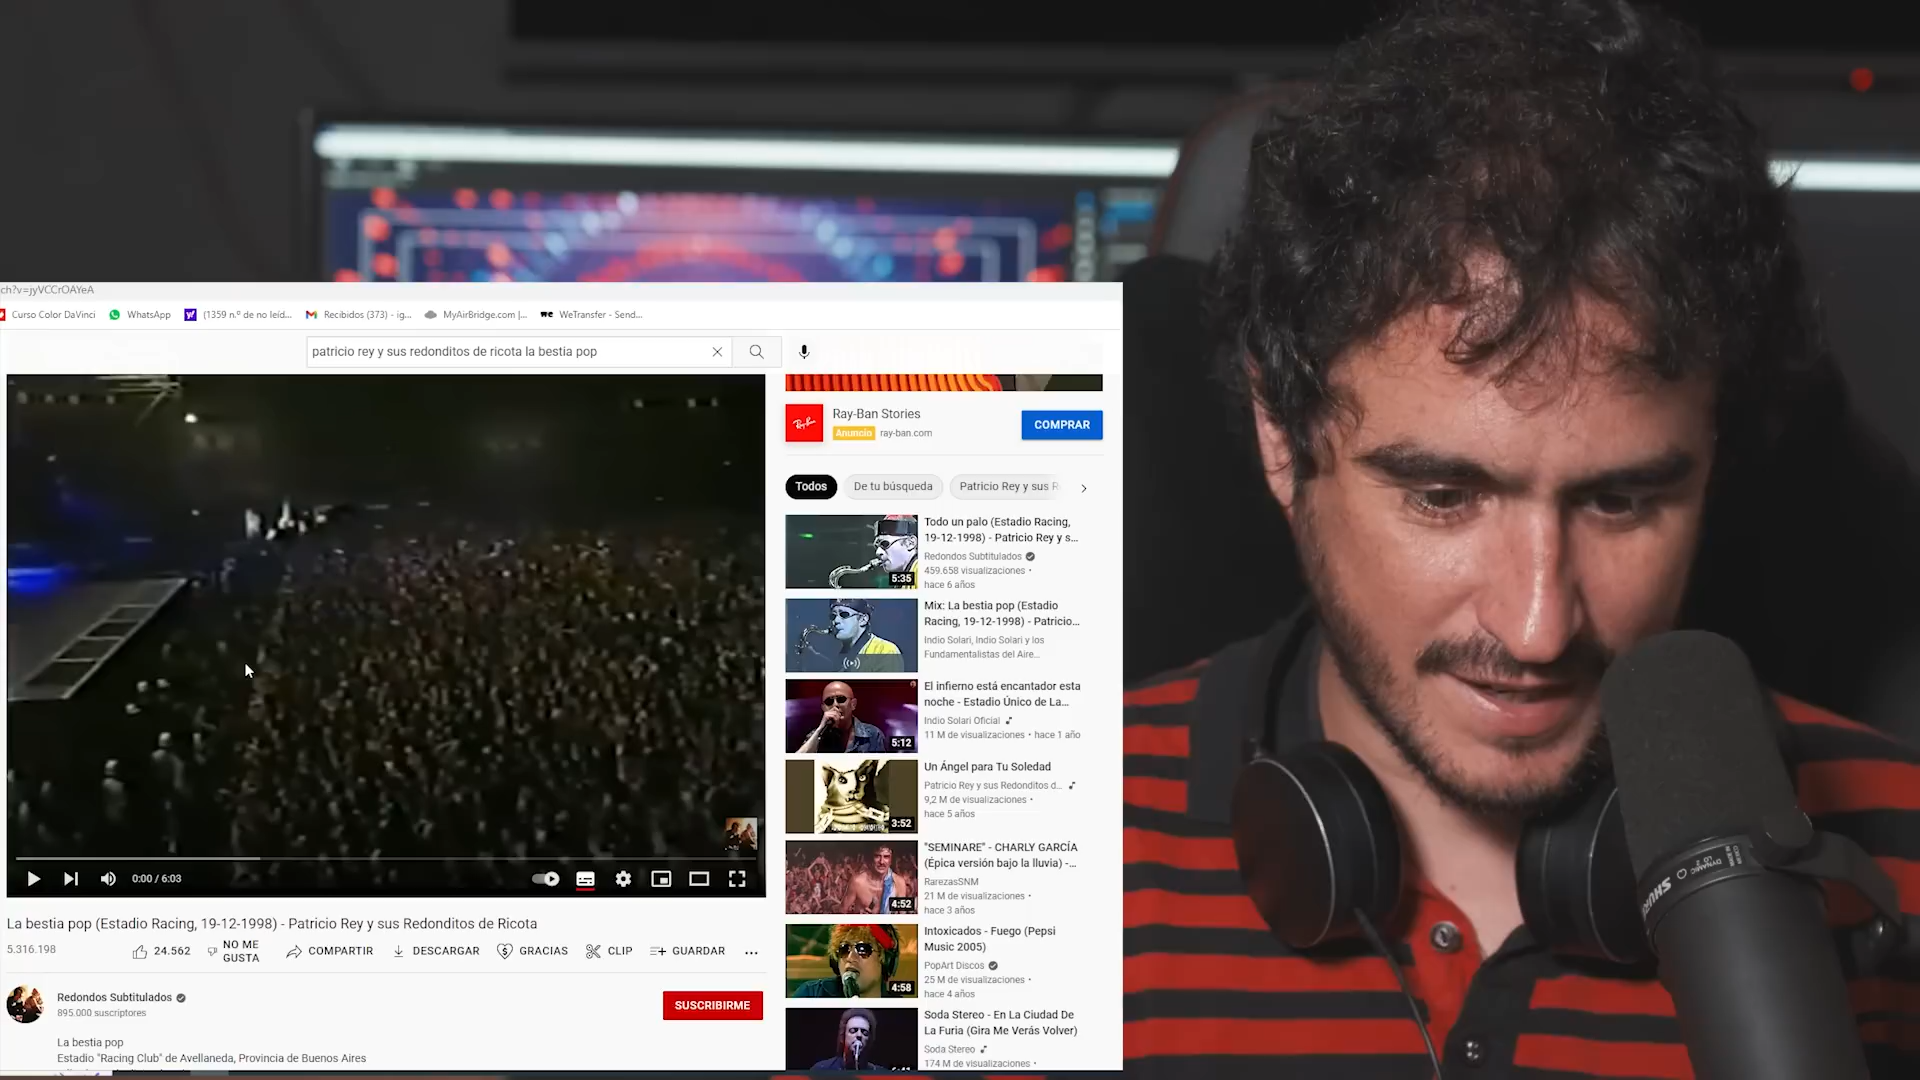 ch?v=jyVCCrOAYeA
Curso Color DaVinci
WhatsApp
(1359 n.º de no leíd...
Recibidos (373) - ig...
MyAirBridge.com |...
we
WeTransfer - Send...
patricio rey y sus redonditos de ricota la bestia pop
Ray-Ban
Ray-Ban Stories
Anuncio ray-ban.com
COMPRAR
Todos
De tu búsqueda
Patricio Rey y sus R
Todo un palo (Estadio Racing,
19-12-1998) - Patricio Rey y s...
Redondos Subtitulados
459.658 visualizaciones •
hace 6 años
5:35
Mix: La bestia pop (Estadio
Racing, 19-12-1998) - Patricio...
Indio Solari, Indio Solari y los
Fundamentalistas del Aire...
El infierno está encantador esta
noche - Estadio Único de La...
Indio Solari Oficial
11 M de visualizaciones • hace 1 año
5:12
Un Ángel para Tu Soledad
Patricio Rey y sus Redonditos d...
9,2 M de visualizaciones •
hace 5 años
3:52
"SEMINARE" - CHARLY GARCÍA
(Épica versión bajo la lluvia) -...
RarezasSNM
21 M de visualizaciones •
hace 3 años
4:52
Intoxicados - Fuego (Pepsi
Music 2005)
PopArt Discos
25 M de visualizaciones •
hace 4 años
4:58
Soda Stereo - En La Ciudad De
La Furia (Gira Me Verás Volver)
Soda Stereo
174 M de visualizaciones •
0:00 / 6:03
La bestia pop (Estadio Racing, 19-12-1998) - Patricio Rey y sus Redonditos de Ricota
5.316.198
24.562
NO ME
GUSTA
COMPARTIR
DESCARGAR
GRACIAS
CLIP
GUARDAR
Redondos Subtitulados
895.000 suscriptores
SUSCRIBIRME
La bestia pop
Estadio "Racing Club" de Avellaneda, Provincia de Buenos Aires
SHURE
DYNAMIC